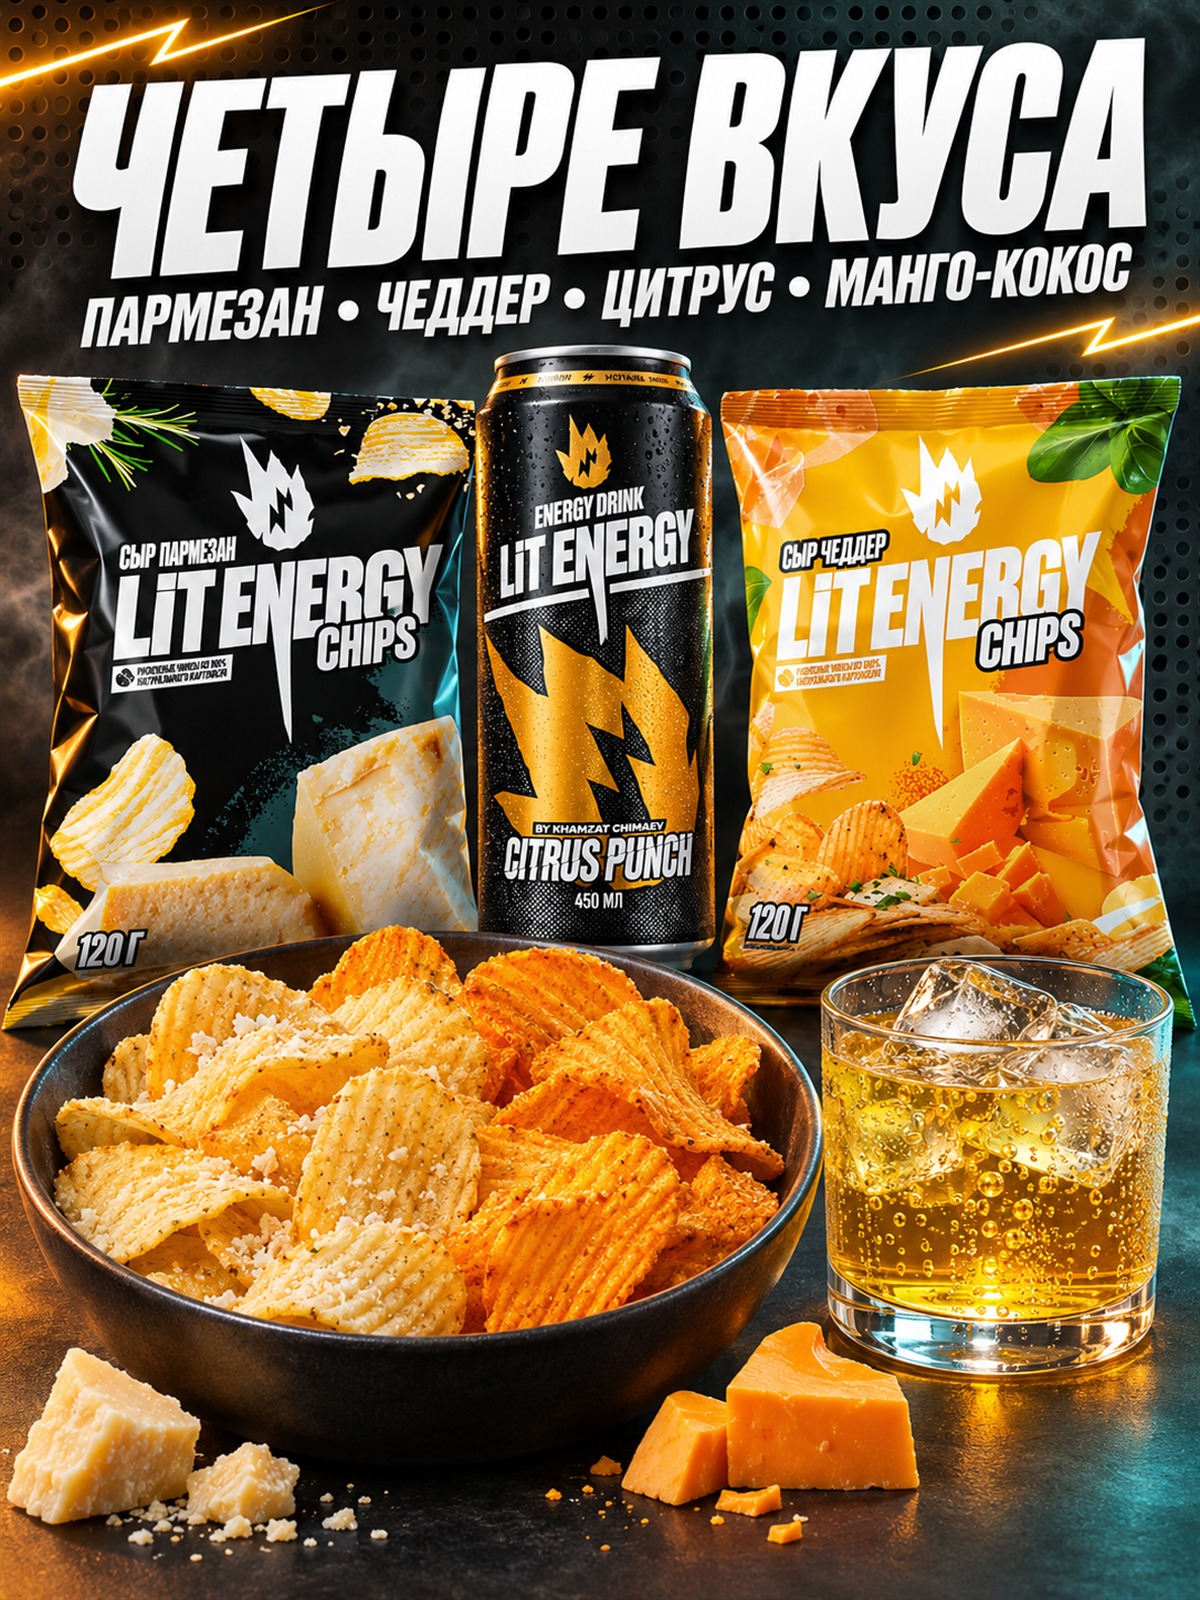 ЧЕТЫРЕ ВКУСА
ПАРМЕЗАН • ЧЕДДЕР • ЦИТРУС • МАНГО-КОКОС
СЫР ПАРМЕЗАН
LIT ENERGY
CHIPS
120 Г
ENERGY DRINK
LIT ENERGY
BY KHAMZAT CHIMAEV
CITRUS PUNCH
450 МЛ
СЫР ЧЕДДЕР
LIT ENERGY
CHIPS
120 Г